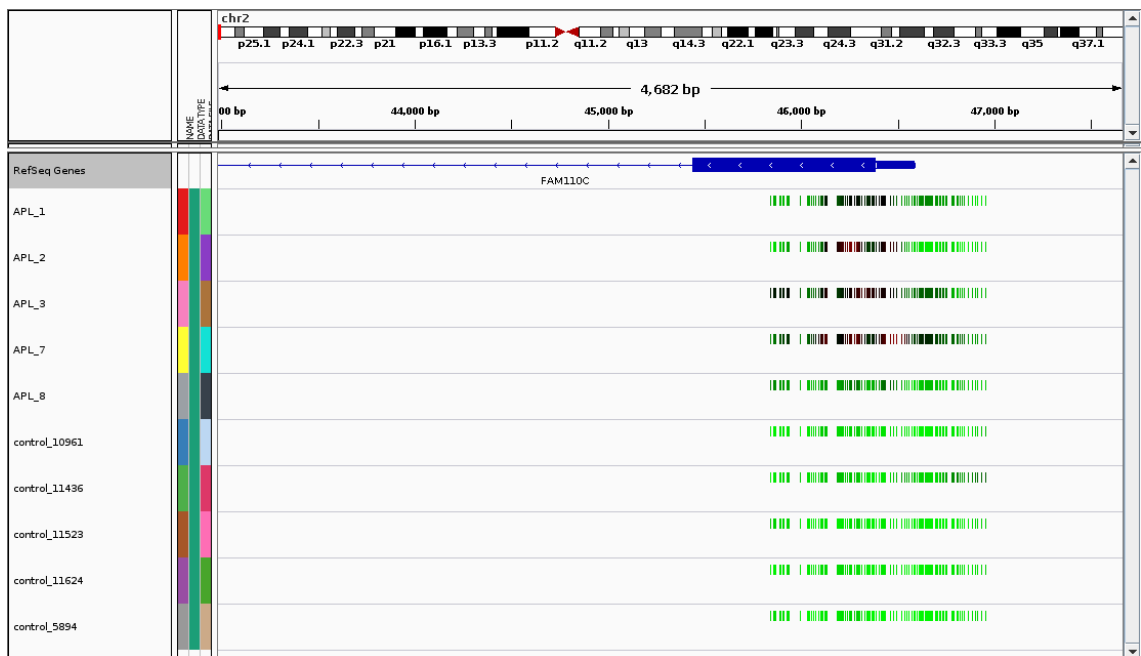 chr2
p25.1 p24.1 p22.3 p21 p16.1 p13.3 p11.2 q11.2 q13 q14.3 q22.1 q23.3 q24.3 q31.2 q32.3 q33.3 q35 q37.1
4,682 bp
00 bp 44,000 bp 45,000 bp 46,000 bp 47,000 bp
NAME
DATA TYPE
RefSeq Genes
FAM110C
APL_1
APL_2
APL_3
APL_7
APL_8
control_10961
control_11436
control_11523
control_11624
control_5894